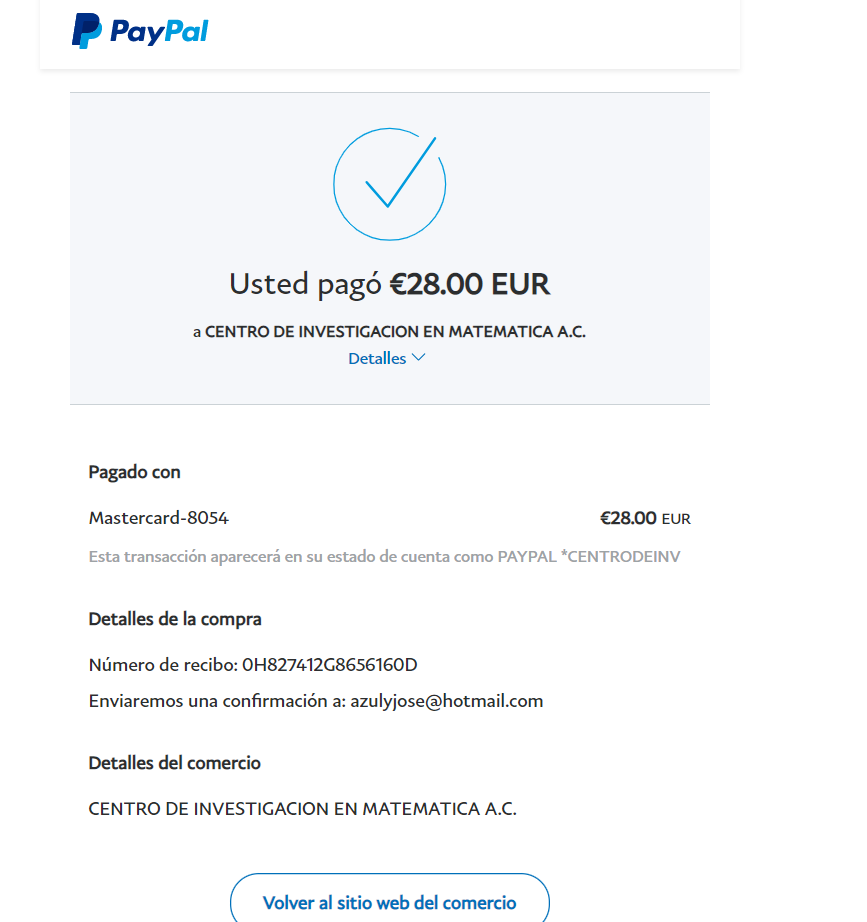 PayPal
Usted pagó €28.00 EUR
a CENTRO DE INVESTIGACION EN MATEMATICA A.C.
Detalles
Pagado con
Mastercard-8054 €28.00 EUR
Esta transacción aparecerá en su estado de cuenta como PAYPAL *CENTRODEINV
Detalles de la compra
Número de recibo: 0H827412G8656160D
Enviaremos una confirmación a: azulyjose@hotmail.com
Detalles del comercio
CENTRO DE INVESTIGACION EN MATEMATICA A.C.
Volver al sitio web del comercio